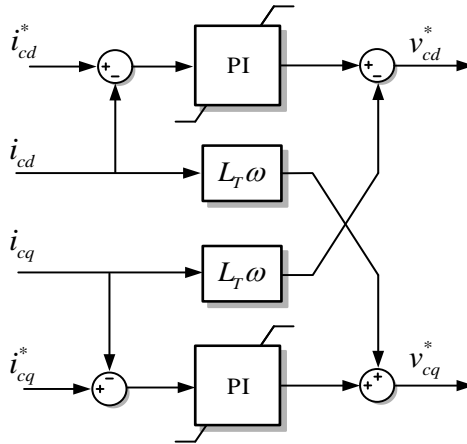 i*cd
+
−
PI
+
−
v*cd
icd
LTω
icq
LTω
i*cq
−
+
PI
+
+
v*cq